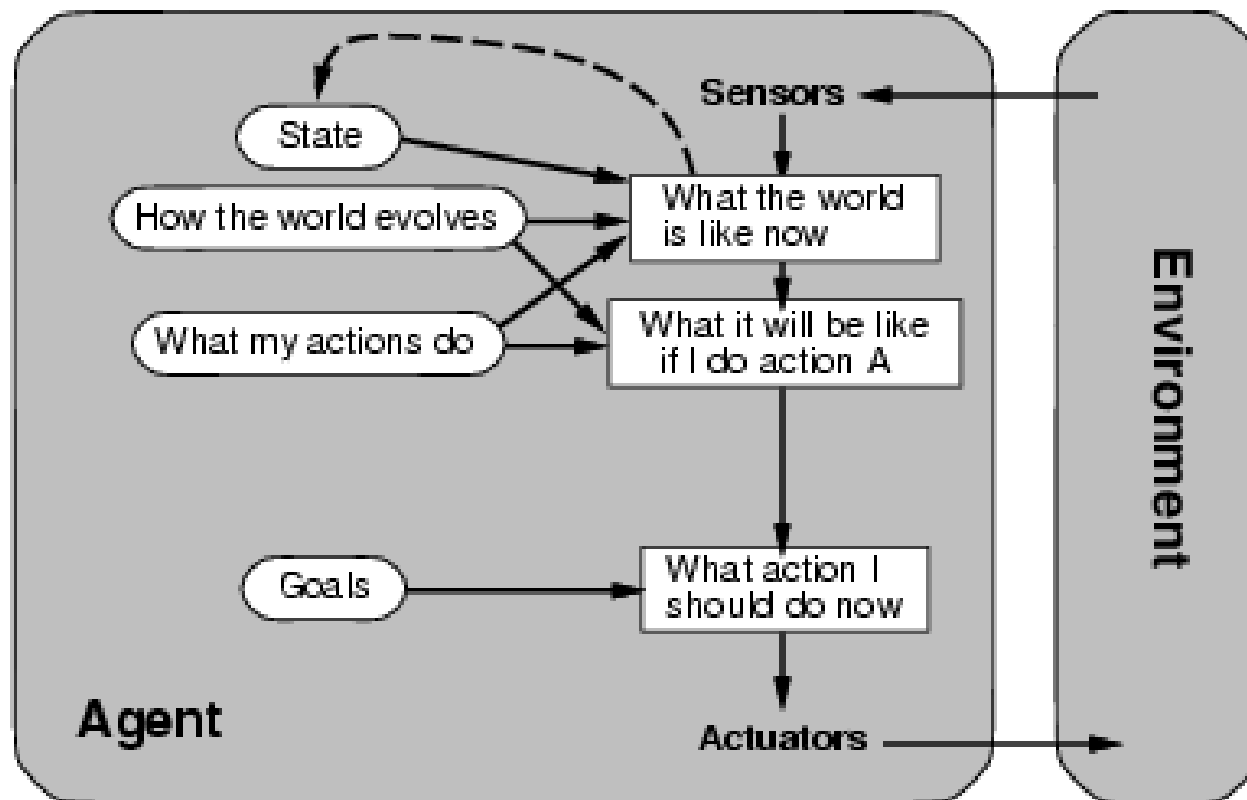 Sensors
State
What the world
is like now
How the world evolves
What it will be like
if I do action A
What my actions do
Environment
Goals
What action I
should do now
Agent
Actuators